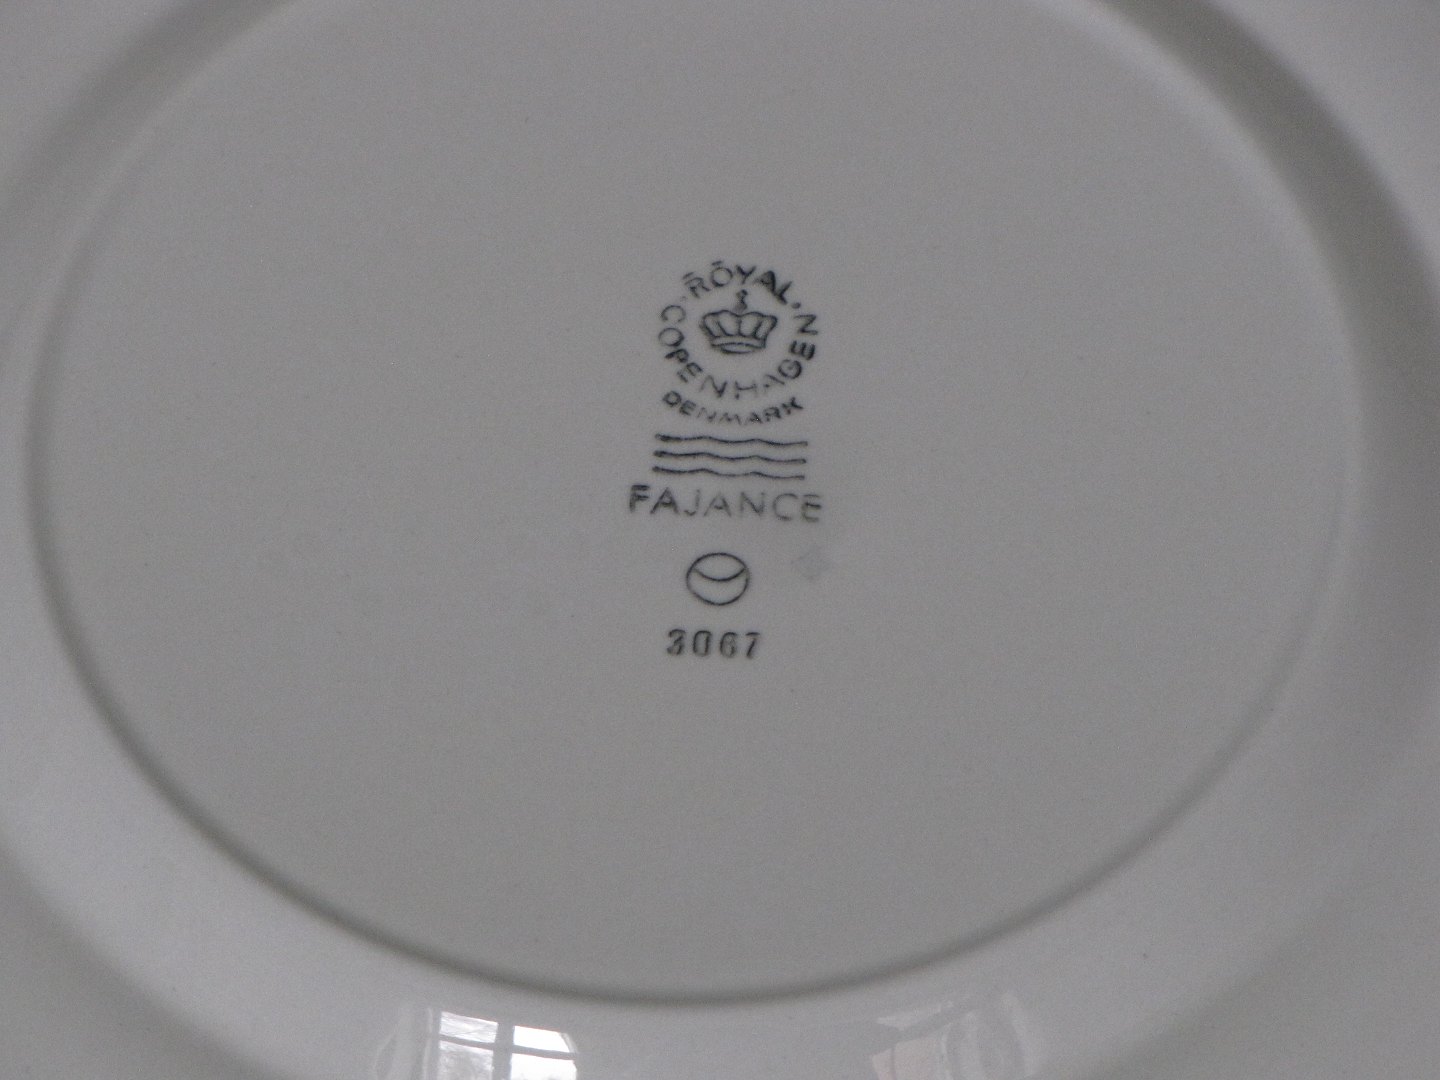 ROYAL
COPENHAGEN
DENMARK
FAJANCE
3067